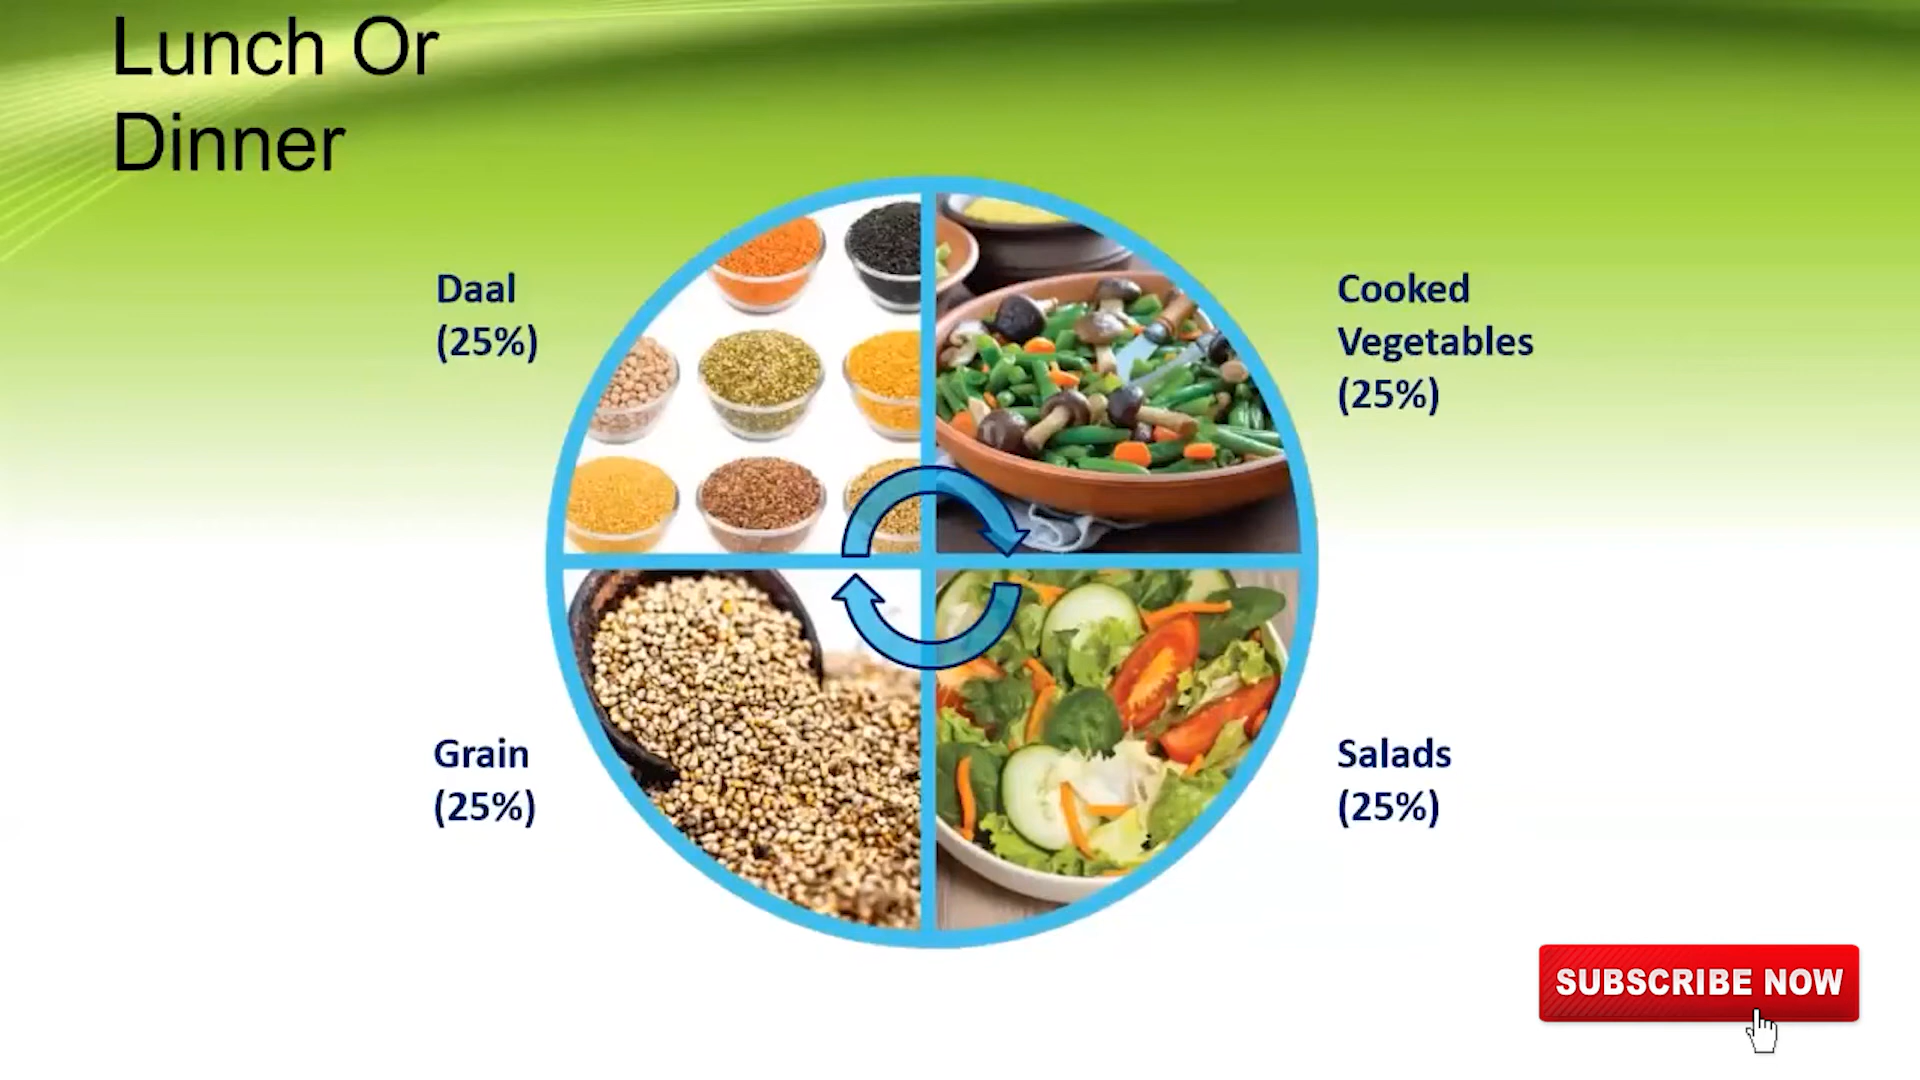 Lunch Or
Dinner
Daal
(25%)
Cooked
Vegetables
(25%)
Grain
(25%)
Salads
(25%)
SUBSCRIBE NOW